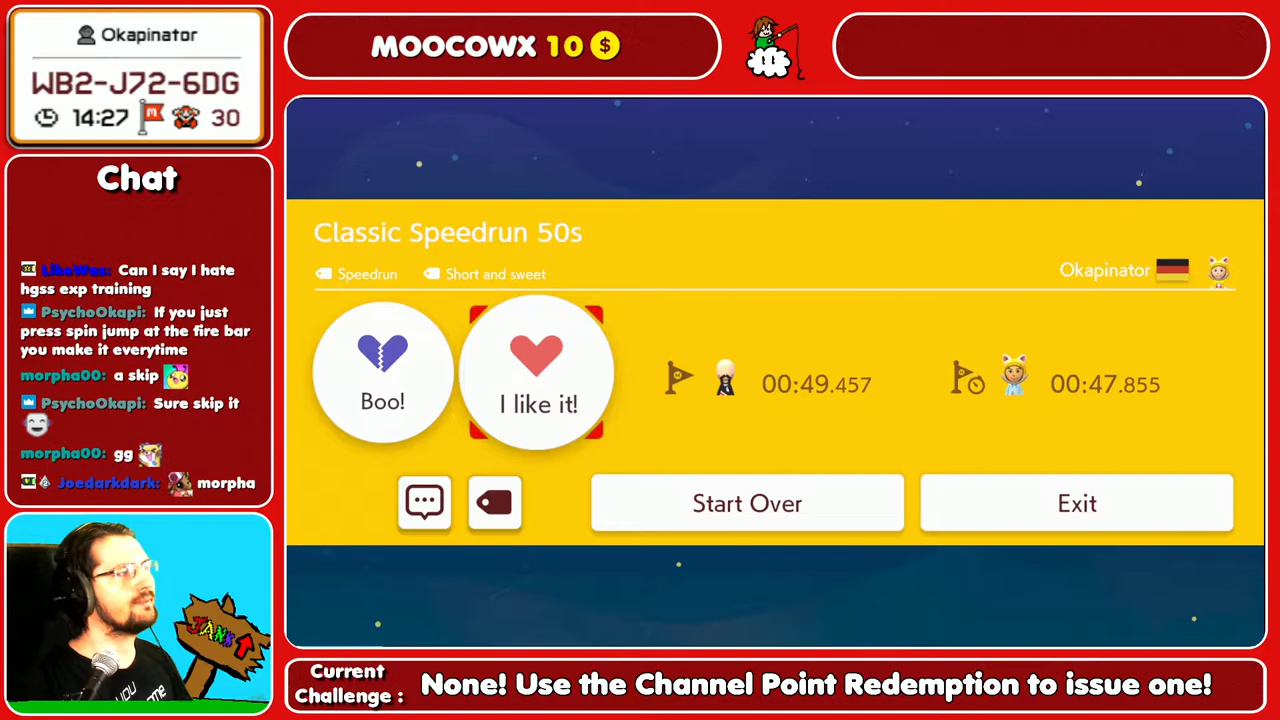 Okapinator
WB2-J72-6DG
14:27 M 30
MOOCOWX 10 $
Chat
LikeWas: Can I say I hate
hgss exp training
PsychoOkapi: If you just
press spin jump at the fire bar
you make it everytime
morpha00: a skip
PsychoOkapi: Sure skip it
morpha00: gg
Joedarkdark: morpha
Classic Speedrun 50s
Speedrun Short and sweet
Okapinator
Boo!
I like it!
00:49.457
00:47.855
Start Over
Exit
JANK
YOU
Current
Challenge :
None! Use the Channel Point Redemption to issue one!